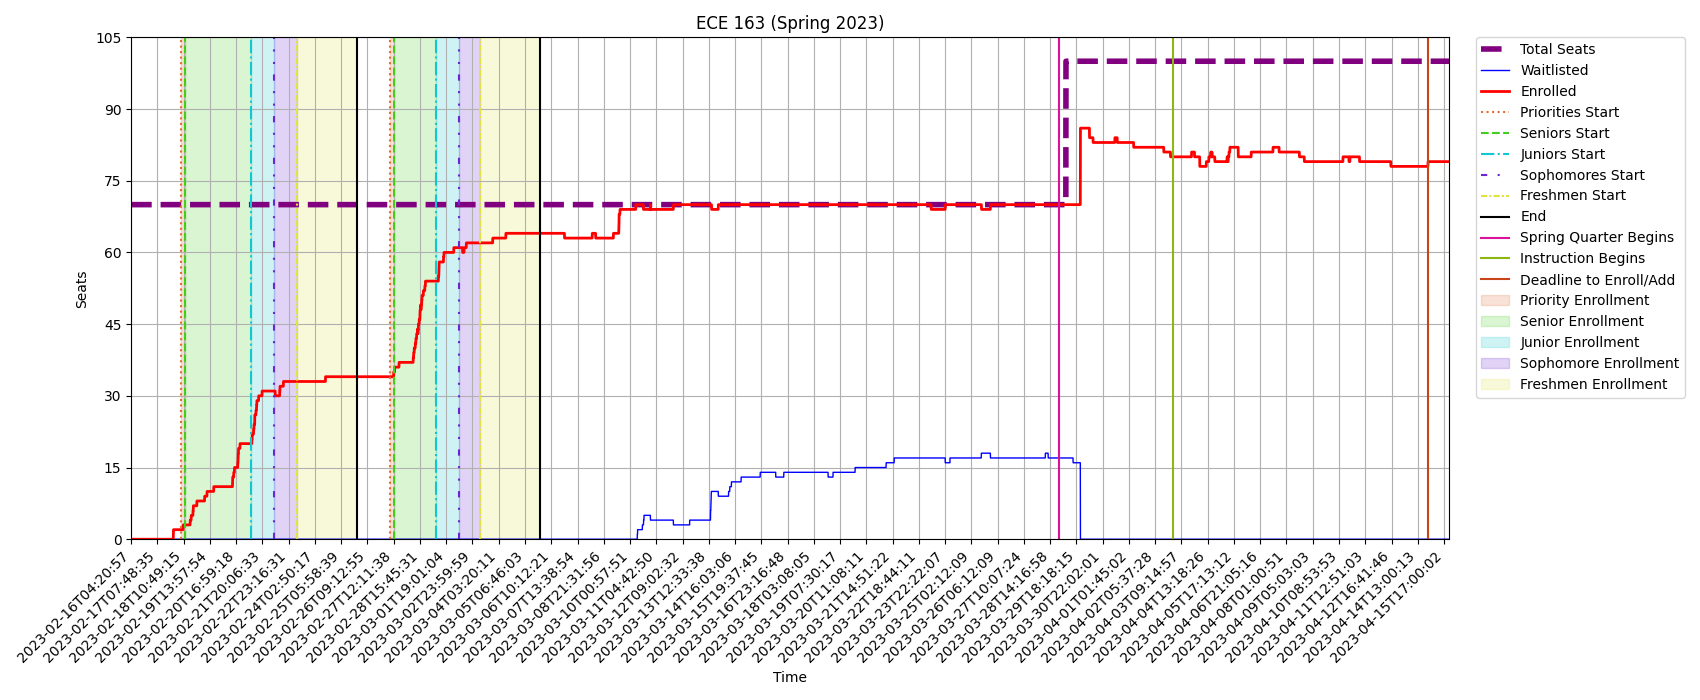 ECE 163 (Spring 2023)
105
90
75
60
45
30
15
0
Seats
2023-02-16T04:20:57
2023-02-17T07:48:35
2023-02-18T10:49:15
2023-02-19T13:57:54
2023-02-20T16:59:18
2023-02-21T20:06:33
2023-02-22T23:16:31
2023-02-24T02:50:17
2023-02-25T05:58:39
2023-02-26T09:12:55
2023-02-27T12:11:38
2023-02-28T15:45:31
2023-03-01T19:01:04
2023-03-02T23:59:59
2023-03-04T03:20:11
2023-03-05T06:46:03
2023-03-06T10:12:21
2023-03-07T13:38:54
2023-03-08T21:31:56
2023-03-10T00:57:51
2023-03-11T04:42:50
2023-03-12T09:02:32
2023-03-13T12:33:38
2023-03-14T16:03:06
2023-03-15T19:37:45
2023-03-16T23:16:48
2023-03-18T03:08:05
2023-03-19T07:30:17
2023-03-20T11:08:11
2023-03-21T14:51:22
2023-03-22T18:44:11
2023-03-23T22:22:07
2023-03-25T02:12:09
2023-03-26T06:12:09
2023-03-27T10:07:24
2023-03-28T14:16:58
2023-03-29T18:18:15
2023-03-30T22:02:01
2023-04-01T01:45:02
2023-04-02T05:37:28
2023-04-03T09:14:57
2023-04-04T13:18:26
2023-04-05T17:13:12
2023-04-06T21:05:16
2023-04-08T01:00:51
2023-04-09T05:03:03
2023-04-10T08:53:53
2023-04-11T12:51:03
2023-04-12T16:41:46
2023-04-14T13:00:13
2023-04-15T17:00:02
Time
Total Seats
Waitlisted
Enrolled
Priorities Start
Seniors Start
Juniors Start
Sophomores Start
Freshmen Start
End
Spring Quarter Begins
Instruction Begins
Deadline to Enroll/Add
Priority Enrollment
Senior Enrollment
Junior Enrollment
Sophomore Enrollment
Freshmen Enrollment